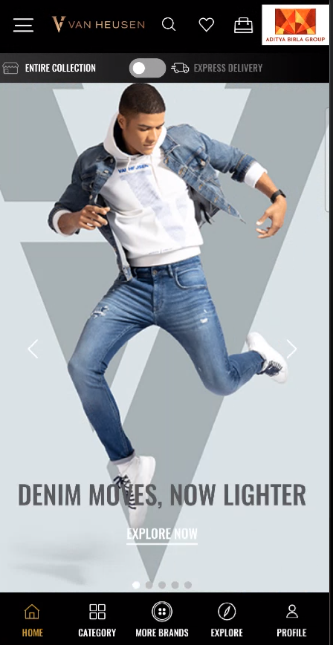 VAN HEUSEN
ADITYA BIRLA GROUP
ENTIRE COLLECTION
EXPRESS DELIVERY
DENIM MOVES, NOW LIGHTER
EXPLORE NOW
HOME
CATEGORY
MORE BRANDS
EXPLORE
PROFILE